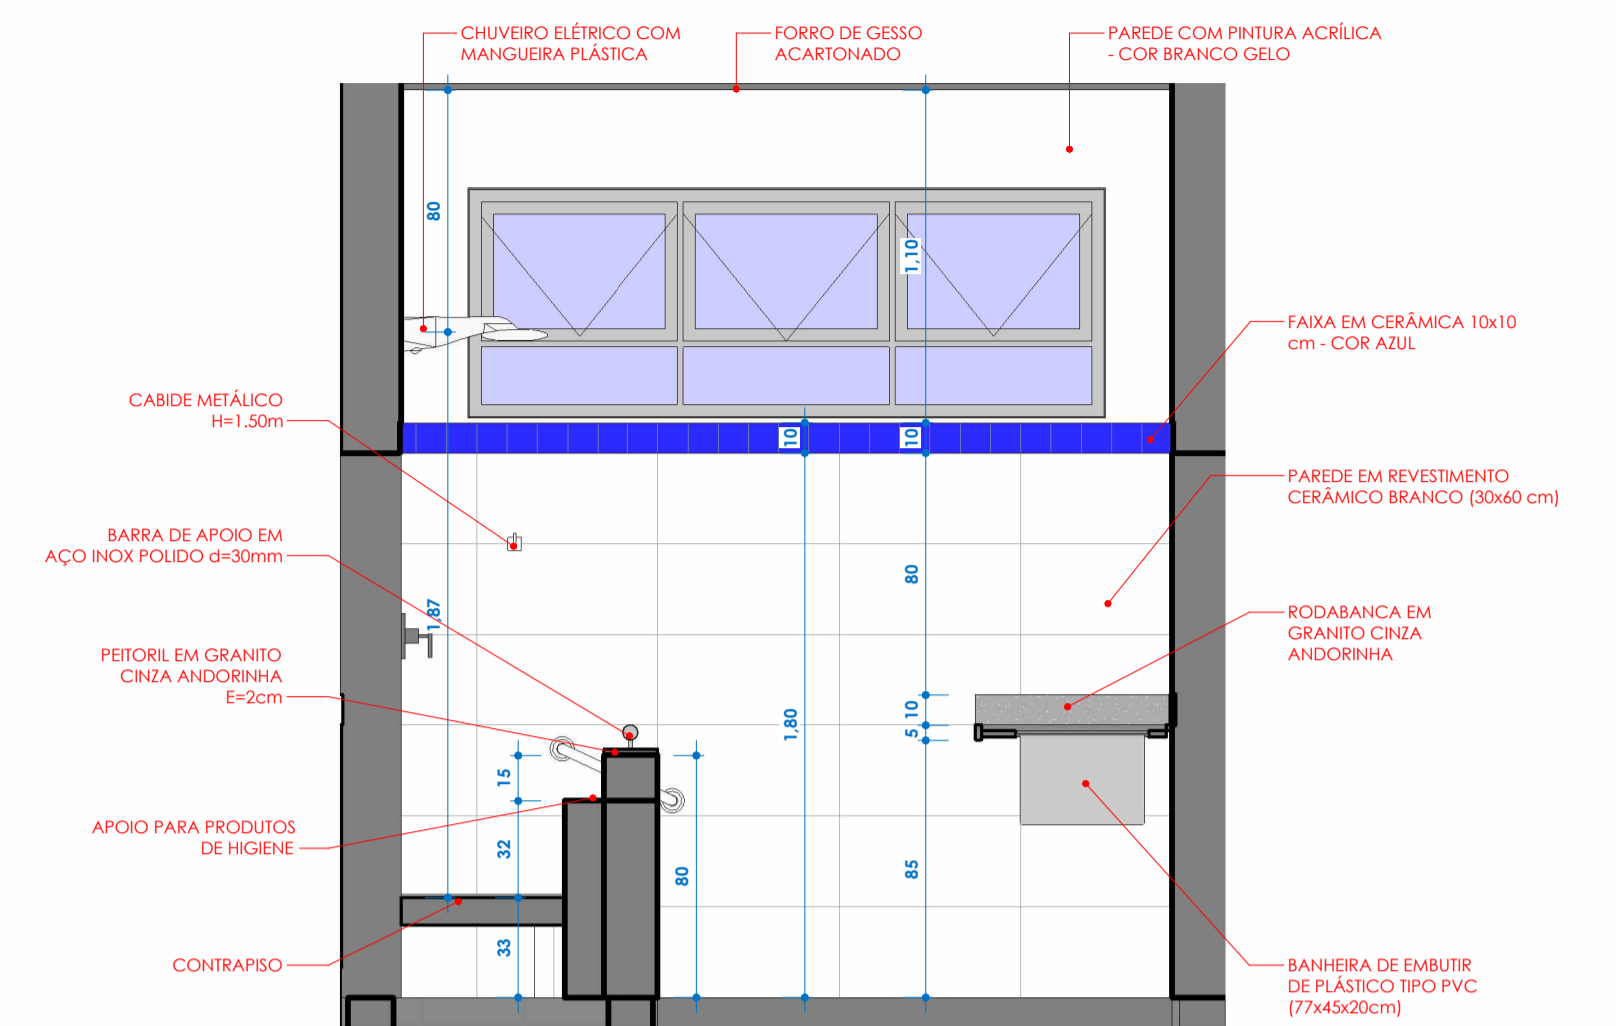 CHUVEIRO ELÉTRICO COM
MANGUEIRA PLÁSTICA
FORRO DE GESSO
ACARTONADO
PAREDE COM PINTURA ACRÍLICA
- COR BRANCO GELO
80
1,10
FAIXA EM CERÂMICA 10x10
cm - COR AZUL
CABIDE METÁLICO
H=1.50m
10
10
PAREDE EM REVESTIMENTO
CERÂMICO BRANCO (30x60 cm)
BARRA DE APOIO EM
AÇO INOX POLIDO d=30mm
80
1,87
RODABANCA EM
GRANITO CINZA
ANDORINHA
PEITORIL EM GRANITO
CINZA ANDORINHA
E=2cm
10
5
1,80
15
APOIO PARA PRODUTOS
DE HIGIENE
32
80
85
33
CONTRAPISO
BANHEIRA DE EMBUTIR
DE PLÁSTICO TIPO PVC
(77x45x20cm)